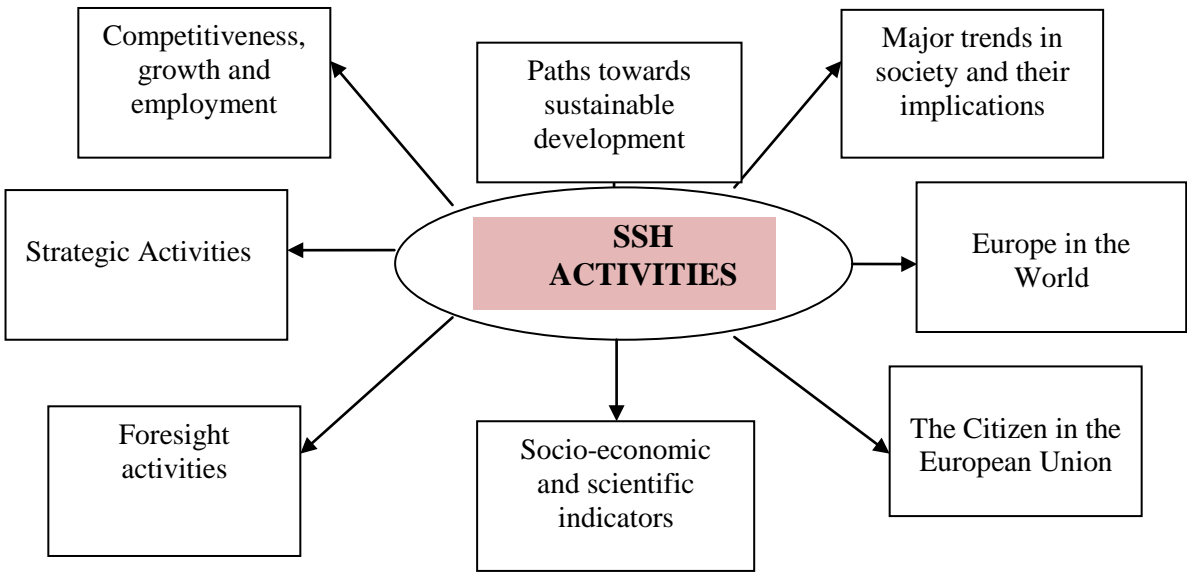 Competitiveness,
growth and
employment
Paths towards
sustainable
development
Major trends in
society and their
implications
Strategic Activities
SSH
ACTIVITIES
Europe in the
World
Foresight
activities
Socio-economic
and scientific
indicators
The Citizen in the
European Union